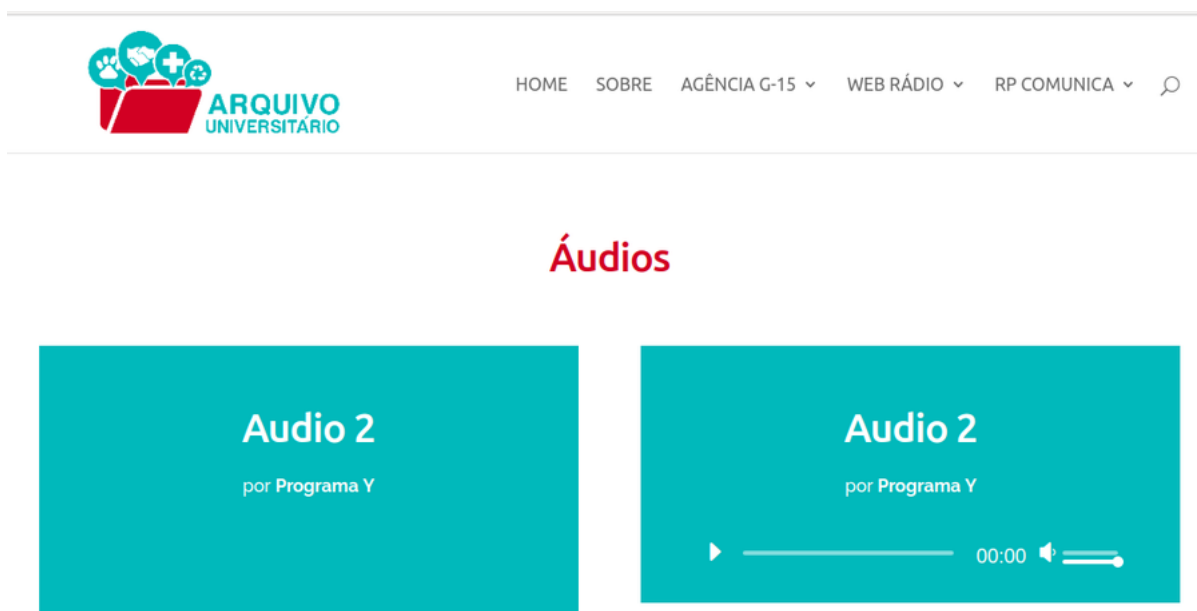 ARQUIVO
UNIVERSITÁRIO
HOME SOBRE AGÊNCIA G-15 WEB RÁDIO RP COMUNICA
Áudios
Audio 2
por Programa Y
Audio 2
por Programa Y
00:00